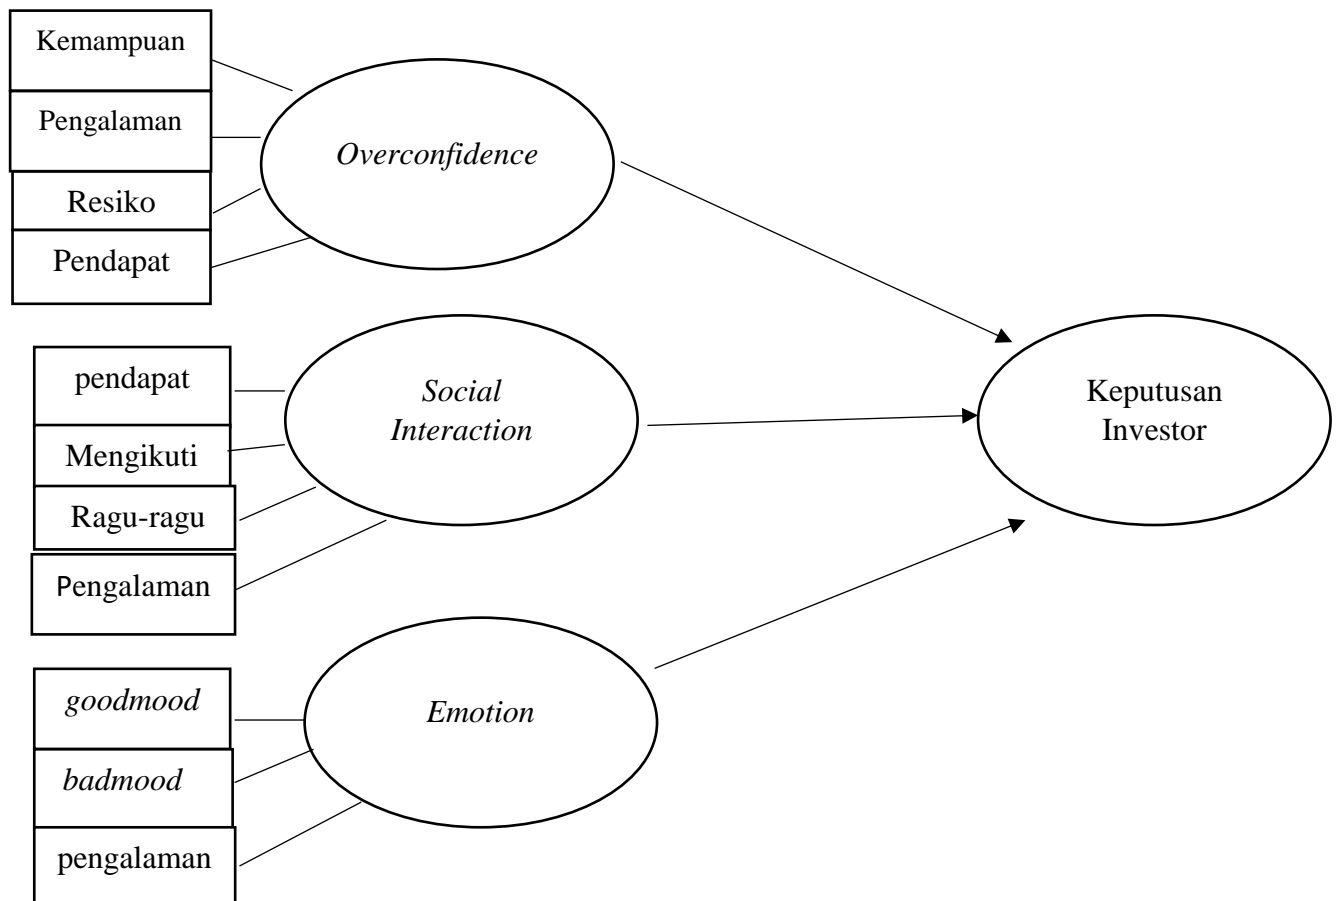 Kemampuan
Pengalaman
Resiko
Pendapat
Overconfidence
pendapat
Mengikuti
Ragu-ragu
Pengalaman
Social
Interaction
goodmood
badmood
pengalaman
Emotion
Keputusan
Investor